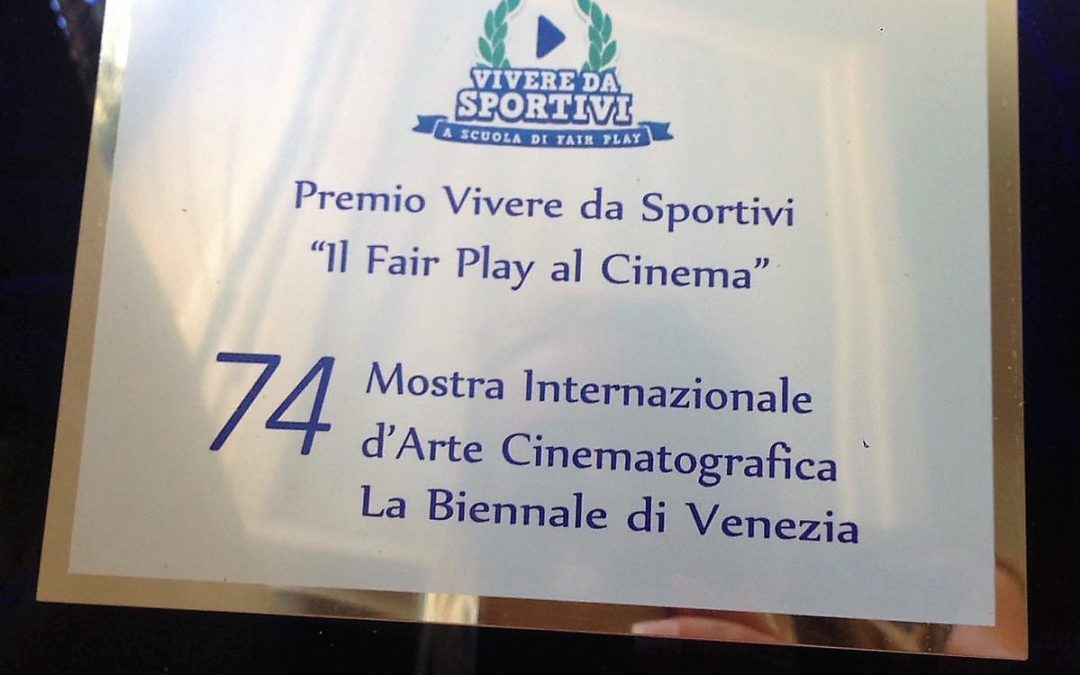 VIVERE DA
SPORTIVI
A SCUOLA DI FAIR PLAY
Premio Vivere da Sportivi
“Il Fair Play al Cinema”
74 Mostra Internazionale
d’Arte Cinematografica
La Biennale di Venezia